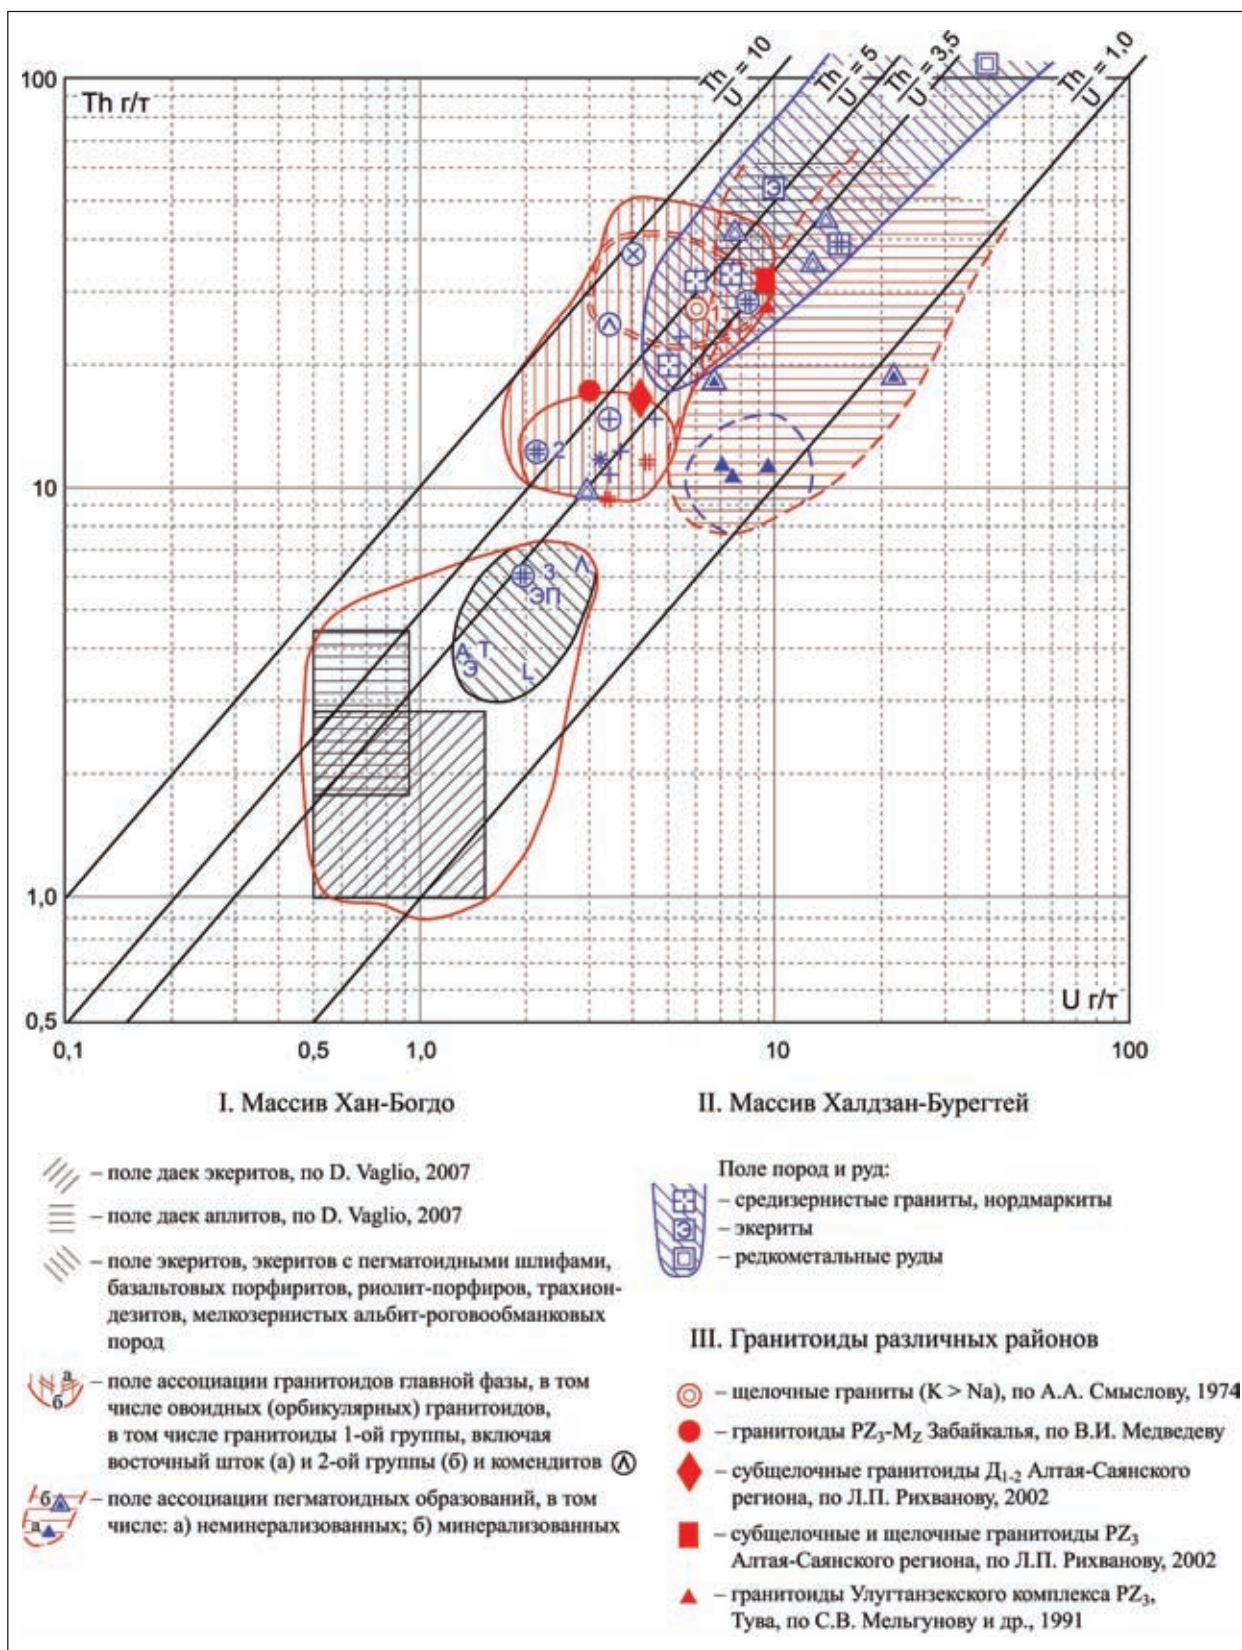 Th/U = 10
Th/U = 5
Th/U = 3,5
Th/U = 1,0
100
Th г/т
Э
1
2
10
3
ЭП
А Т
Э
L
1,0
U г/т
0,5
0,1
0,5
1,0
10
100
I. Массив Хан-Богдо
– поле даек экеритов, по D. Vaglio, 2007
– поле даек аплитов, по D. Vaglio, 2007
– поле экеритов, экеритов с пегматоидными шлифами,
базальтовых порфиритов, риолит-порфиров, трахион-
дезитов, мелкозернистых альбит-роговообманковых
пород
а
б
– поле ассоциации гранитоидов главной фазы, в том
числе овоидных (орбикулярных) гранитоидов,
в том числе гранитоиды 1-ой группы, включая
восточный шток (а) и 2-ой группы (б) и комендитов
б
а
– поле ассоциации пегматоидных образований, в том
числе: а) неминерализованных; б) минерализованных
II. Массив Халдзан-Бурегтей
Поле пород и руд:
– средизернистые граниты, нордмаркиты
Э – экериты
– редкометальные руды
III. Гранитоиды различных районов
– щелочные граниты (K > Na), по А.А. Смыслову, 1974
– гранитоиды PZ3-MZ Забайкалья, по В.И. Медведеву
– субщелочные гранитоиды Д1-2 Алтая-Саянского
региона, по Л.П. Рихванову, 2002
– субщелочные и щелочные гранитоиды PZ3
Алтая-Саянского региона, по Л.П. Рихванову, 2002
– гранитоиды Улугтанзекского комплекса PZ3,
Тува, по С.В. Мельгунову и др., 1991